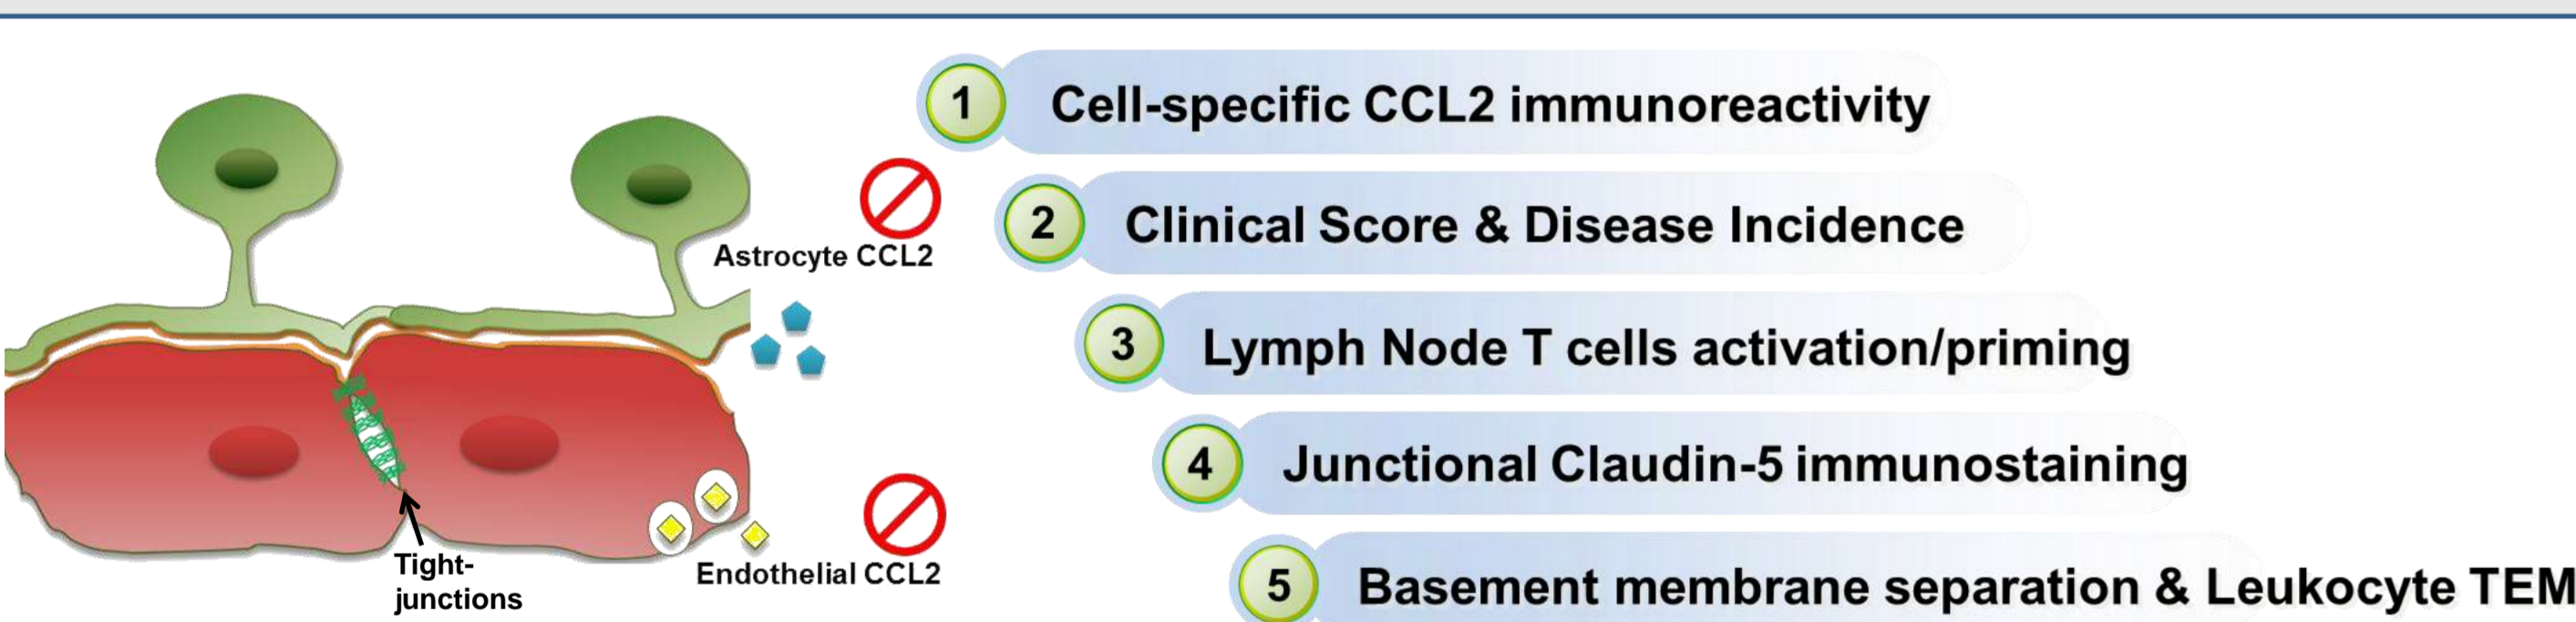 1 Cell-specific CCL2 immunoreactivity
Astrocyte CCL2
2 Clinical Score & Disease Incidence
3 Lymph Node T cells activation/priming
4 Junctional Claudin-5 immunostaining
Tight-
junctions
Endothelial CCL2
5 Basement membrane separation & Leukocyte TEM